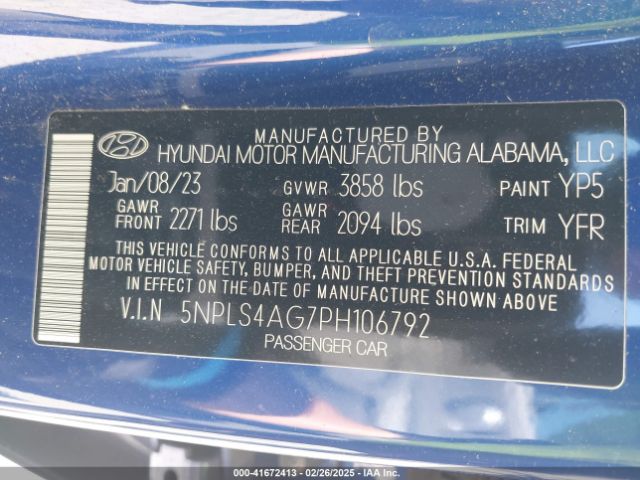 MANUFACTURED BY
HYUNDAI MOTOR MANUFACTURING ALABAMA, LLC
Jan/08/23 GVWR 3858 lbs PAINT YP5
GAWR FRONT 2271 lbs GAWR REAR 2094 lbs TRIM YFR
THIS VEHICLE CONFORMS TO ALL APPLICABLE U.S.A. FEDERAL
MOTOR VEHICLE SAFETY, BUMPER, AND THEFT PREVENTION STANDARDS
IN EFFECT ON THE DATE OF MANUFACTURE SHOWN ABOVE
V.I.N 5NPLS4AG7PH106792
PASSENGER CAR
000-41672413 - 02/26/2025 - IAA Inc.